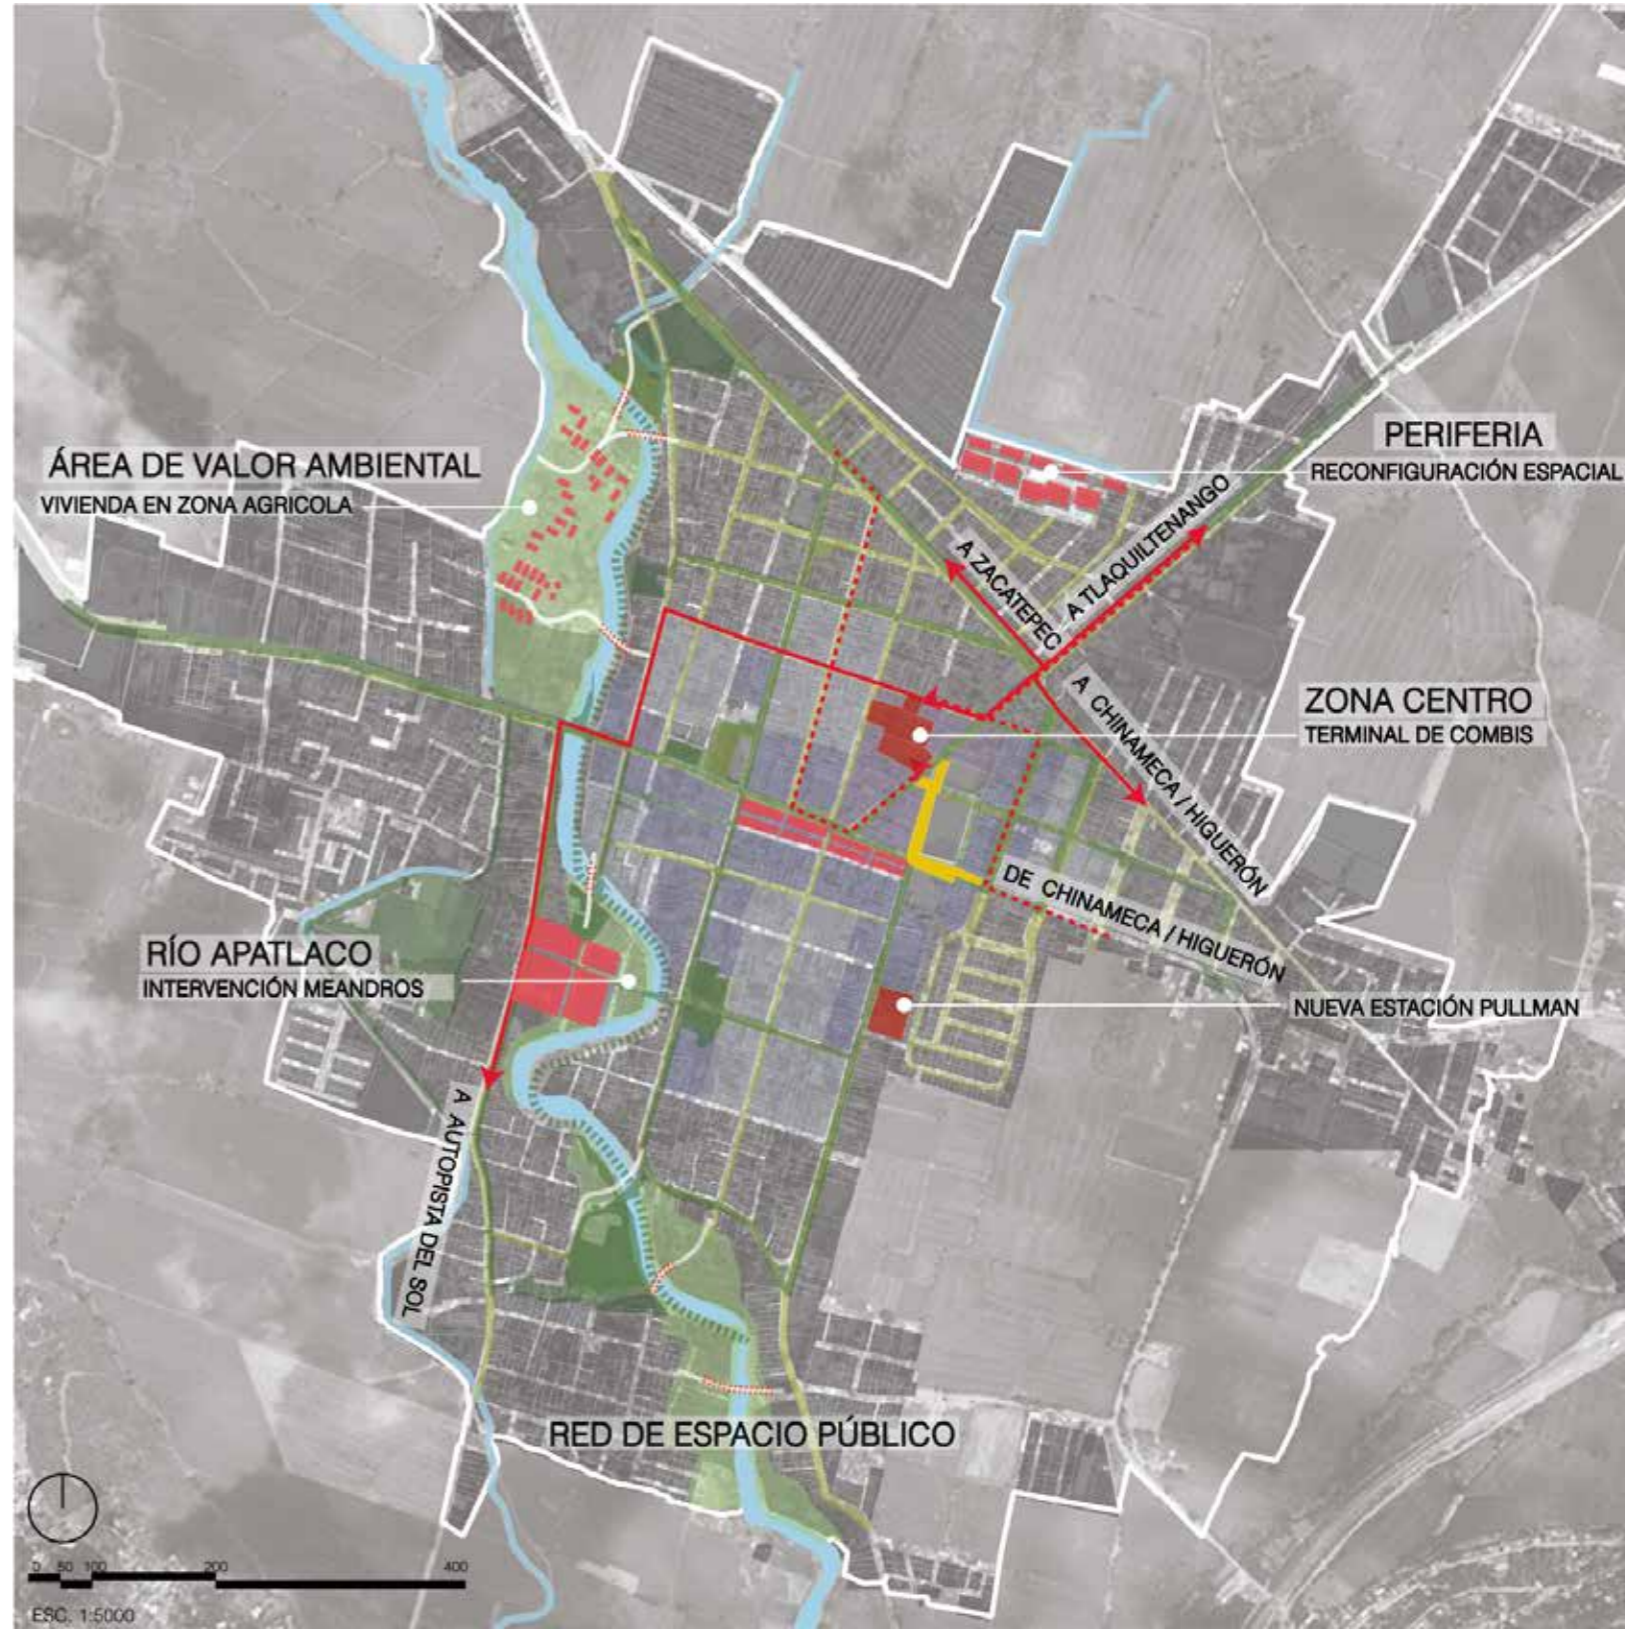 PERIFERIA
RECONFIGURACIÓN ESPACIAL
ÁREA DE VALOR AMBIENTAL
VIVIENDA EN ZONA AGRICOLA
A ZACATEPEC
A TLAQUILTENANGO
A CHINAMECA / HIGUERÓN
ZONA CENTRO
TERMINAL DE COMBIS
DE CHINAMECA / HIGUERÓN
RÍO APATLACO
INTERVENCIÓN MEANDROS
NUEVA ESTACIÓN PULLMAN
A AUTOPISTA DEL SOL
RED DE ESPACIO PÚBLICO
0 50 100 200 400
ESC. 1:5000